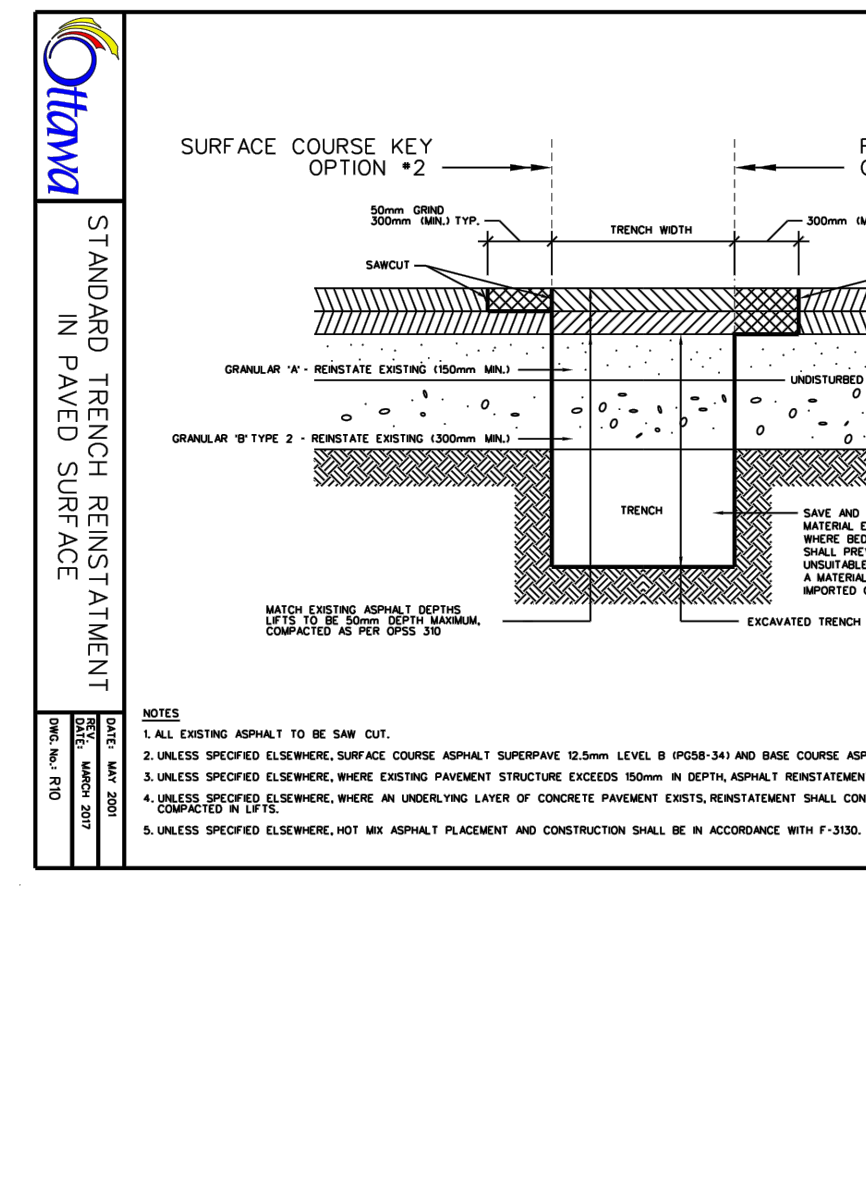 Ottawa
STANDARD TRENCH REINSTATMENT
IN PAVED SURFACE
DATE: MAY 2001
REV.
DATE: MARCH 2017
DWG. No.: R10
SURFACE COURSE KEY
OPTION #2
50mm GRIND
300mm (MIN.) TYP.
TRENCH WIDTH
300mm
SAWCUT
GRANULAR 'A' - REINSTATE EXISTING (150mm MIN.)
UNDISTURBED
GRANULAR 'B' TYPE 2 - REINSTATE EXISTING (300mm MIN.)
TRENCH
SAVE AND
MATERIAL
WHERE
SHALL
UNSUITABLE
A MATERIAL
IMPORTED
MATCH EXISTING ASPHALT DEPTHS
LIFTS TO BE 50mm DEPTH MAXIMUM,
COMPACTED AS PER OPSS 310
EXCAVATED TRENCH
NOTES
1. ALL EXISTING ASPHALT TO BE SAW CUT.
2. UNLESS SPECIFIED ELSEWHERE, SURFACE COURSE ASPHALT SUPERPAVE 12.5mm LEVEL B (PG58-34) AND BASE COURSE
3. UNLESS SPECIFIED ELSEWHERE, WHERE EXISTING PAVEMENT STRUCTURE EXCEEDS 150mm IN DEPTH, ASPHALT
4. UNLESS SPECIFIED ELSEWHERE, WHERE AN UNDERLYING LAYER OF CONCRETE PAVEMENT EXISTS, REINSTATEMENT SHALL
COMPACTED IN LIFTS.
5. UNLESS SPECIFIED ELSEWHERE, HOT MIX ASPHALT PLACEMENT AND CONSTRUCTION SHALL BE IN ACCORDANCE WITH F-3130.